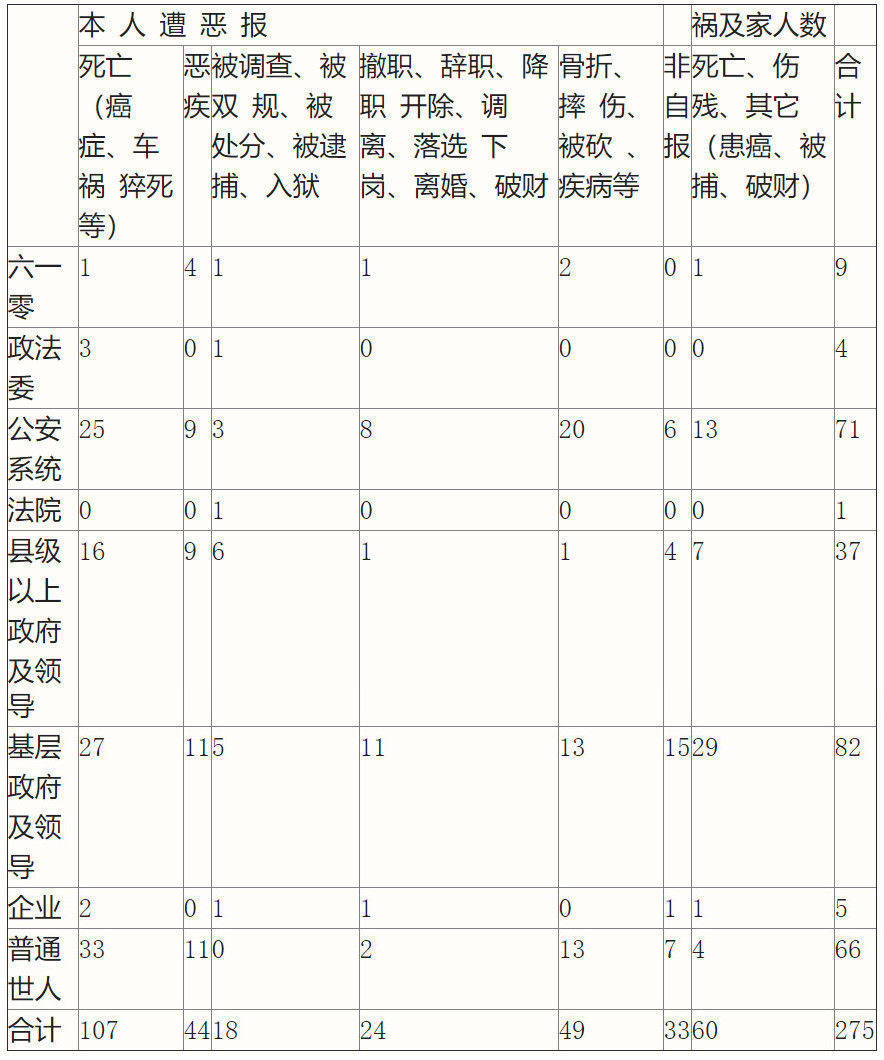 本 人 遭 恶 报 祸及家人数
死亡 恶 被调查、被 撤职、辞职、降 骨折、 非 死亡、伤 合
（癌 疾 双 规、被 职 开除、调 摔 伤、 自 残、其它 计
症、车 处分、被逮 离、落选 下 被砍 、 报 （患癌、被
祸 猝死 捕、入狱 岗、离婚、破财 疾病等 捕、破财）
等）
六一 1 4 1 1 2 0 1 9
零
政法 3 0 1 0 0 0 0 4
委
公安 25 9 3 8 20 6 13 71
系统
法院 0 0 1 0 0 0 0 1
县级 16 9 6 1 1 4 7 37
以上
政府
及领
导
基层 27 11 5 11 13 15 29 82
政府
及领
导
企业 2 0 1 1 0 1 1 5
普通 33 11 0 2 13 7 4 66
世人
合计 107 44 18 24 49 33 60 275